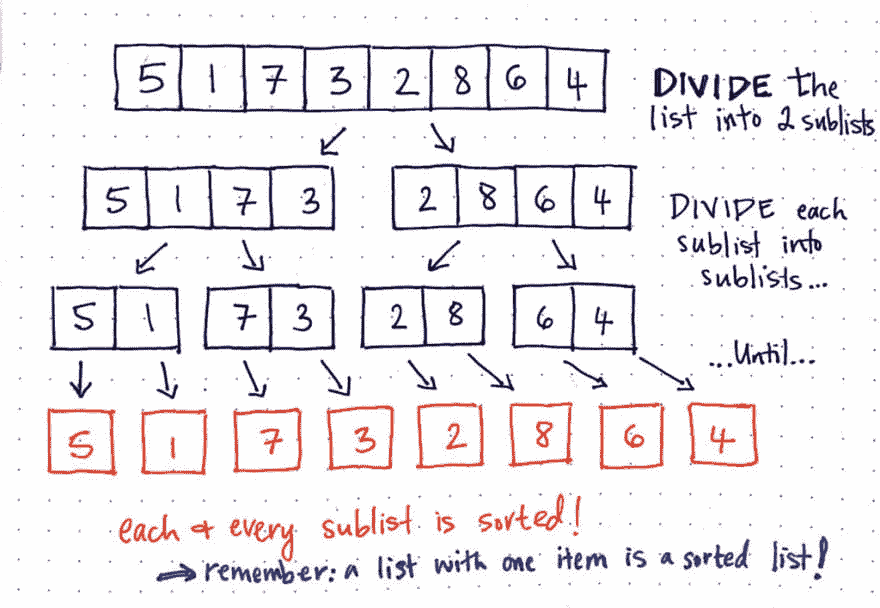 5 1 7 3 2 8 6 4
DIVIDE the
list into 2 sublists
5 1 7 3
2 8 6 4
DIVIDE each
sublist into
sublists...
5 1
7 3
2 8
6 4
...Until...
5
1
7
3
2
8
6
4
each & every sublist is sorted!
→ remember: a list with one item is a sorted list!